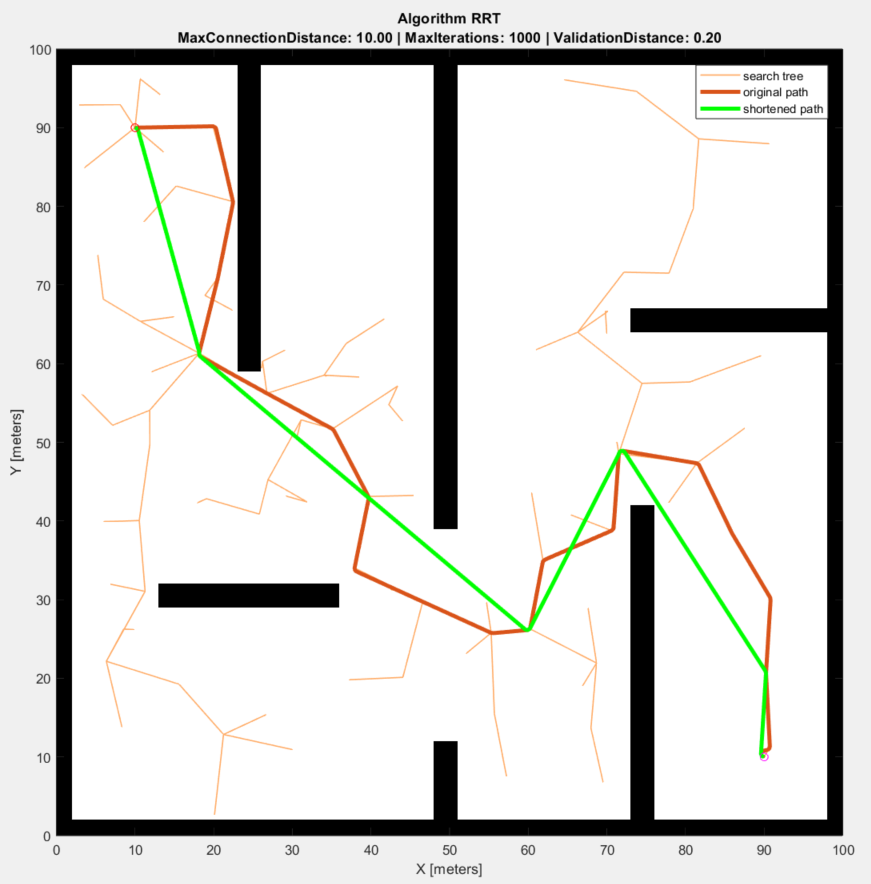 Algorithm RRT
MaxConnectionDistance: 10.00 | MaxIterations: 1000 | ValidationDistance: 0.20
search tree
original path
shortened path
100
90
80
70
60
50
40
30
20
10
0
Y [meters]
0 10 20 30 40 50 60 70 80 90 100
X [meters]